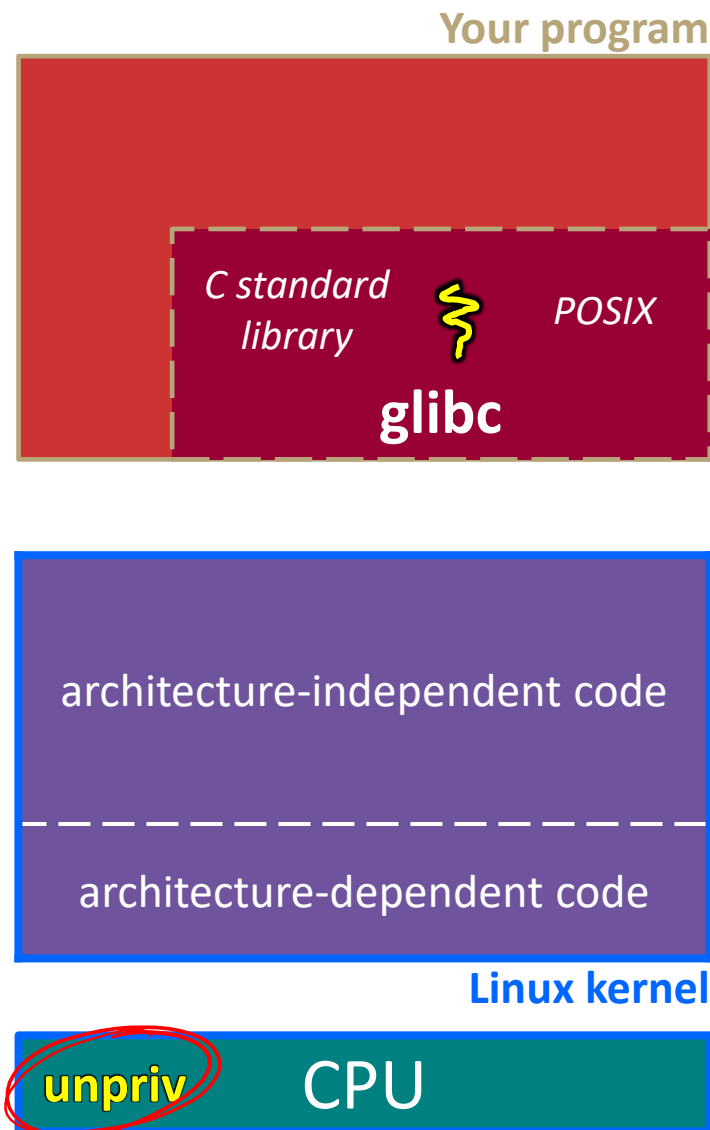 Your program
C standard
library
POSIX
glibc
architecture-independent code
architecture-dependent code
Linux kernel
unpriv
CPU